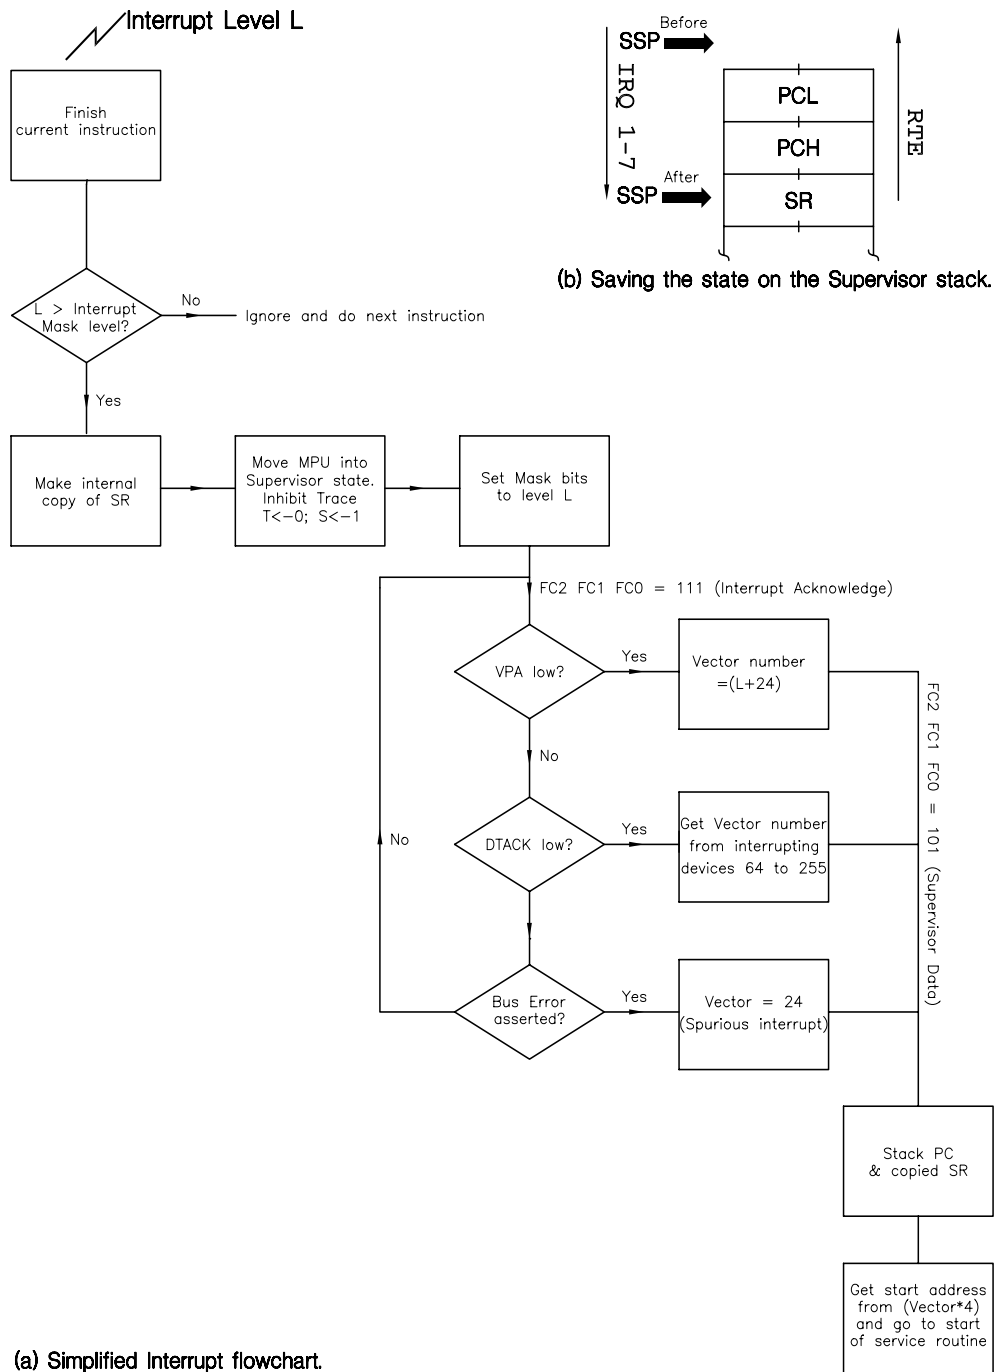 Interrupt Level L
Finish
current instruction
L > Interrupt
Mask level?
No
Ignore and do next instruction
Yes
Make internal
copy of SR
Move MPU into
Supervisor state.
Inhibit Trace
T<-0; S<-1
Set Mask bits
to level L
FC2 FC1 FC0 = 111 (Interrupt Acknowledge)
VPA low?
Yes
Vector number
=(L+24)
No
DTACK low?
Yes
Get Vector number
from interrupting
devices 64 to 255
No
Bus Error
asserted?
Yes
Vector = 24
(Spurious interrupt)
FC2 FC1 FC0 = 101 (Supervisor Data)
Stack PC
& copied SR
Get start address
from (Vector*4)
and go to start
of service routine
(a) Simplified Interrupt flowchart.
SSP
Before
IRQ 1-7
PCL
PCH
SR
SSP
After
RTE
(b) Saving the state on the Supervisor stack.